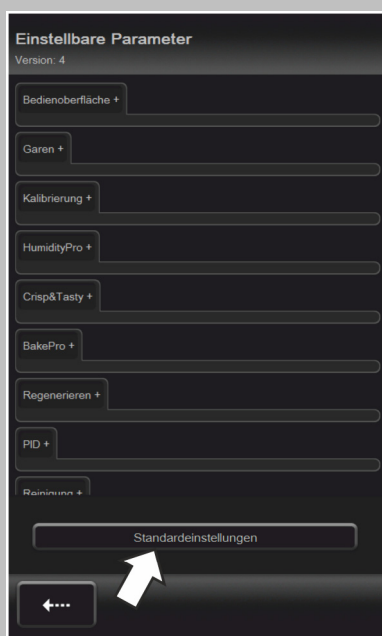 Einstellbare Parameter
Version: 4
Bedienoberfläche +
Garen +
Kalibrierung +
HumidityPro +
Crisp&Tasty +
BakePro +
Regenerieren +
PID +
Reinigung +
Standardeinstellungen